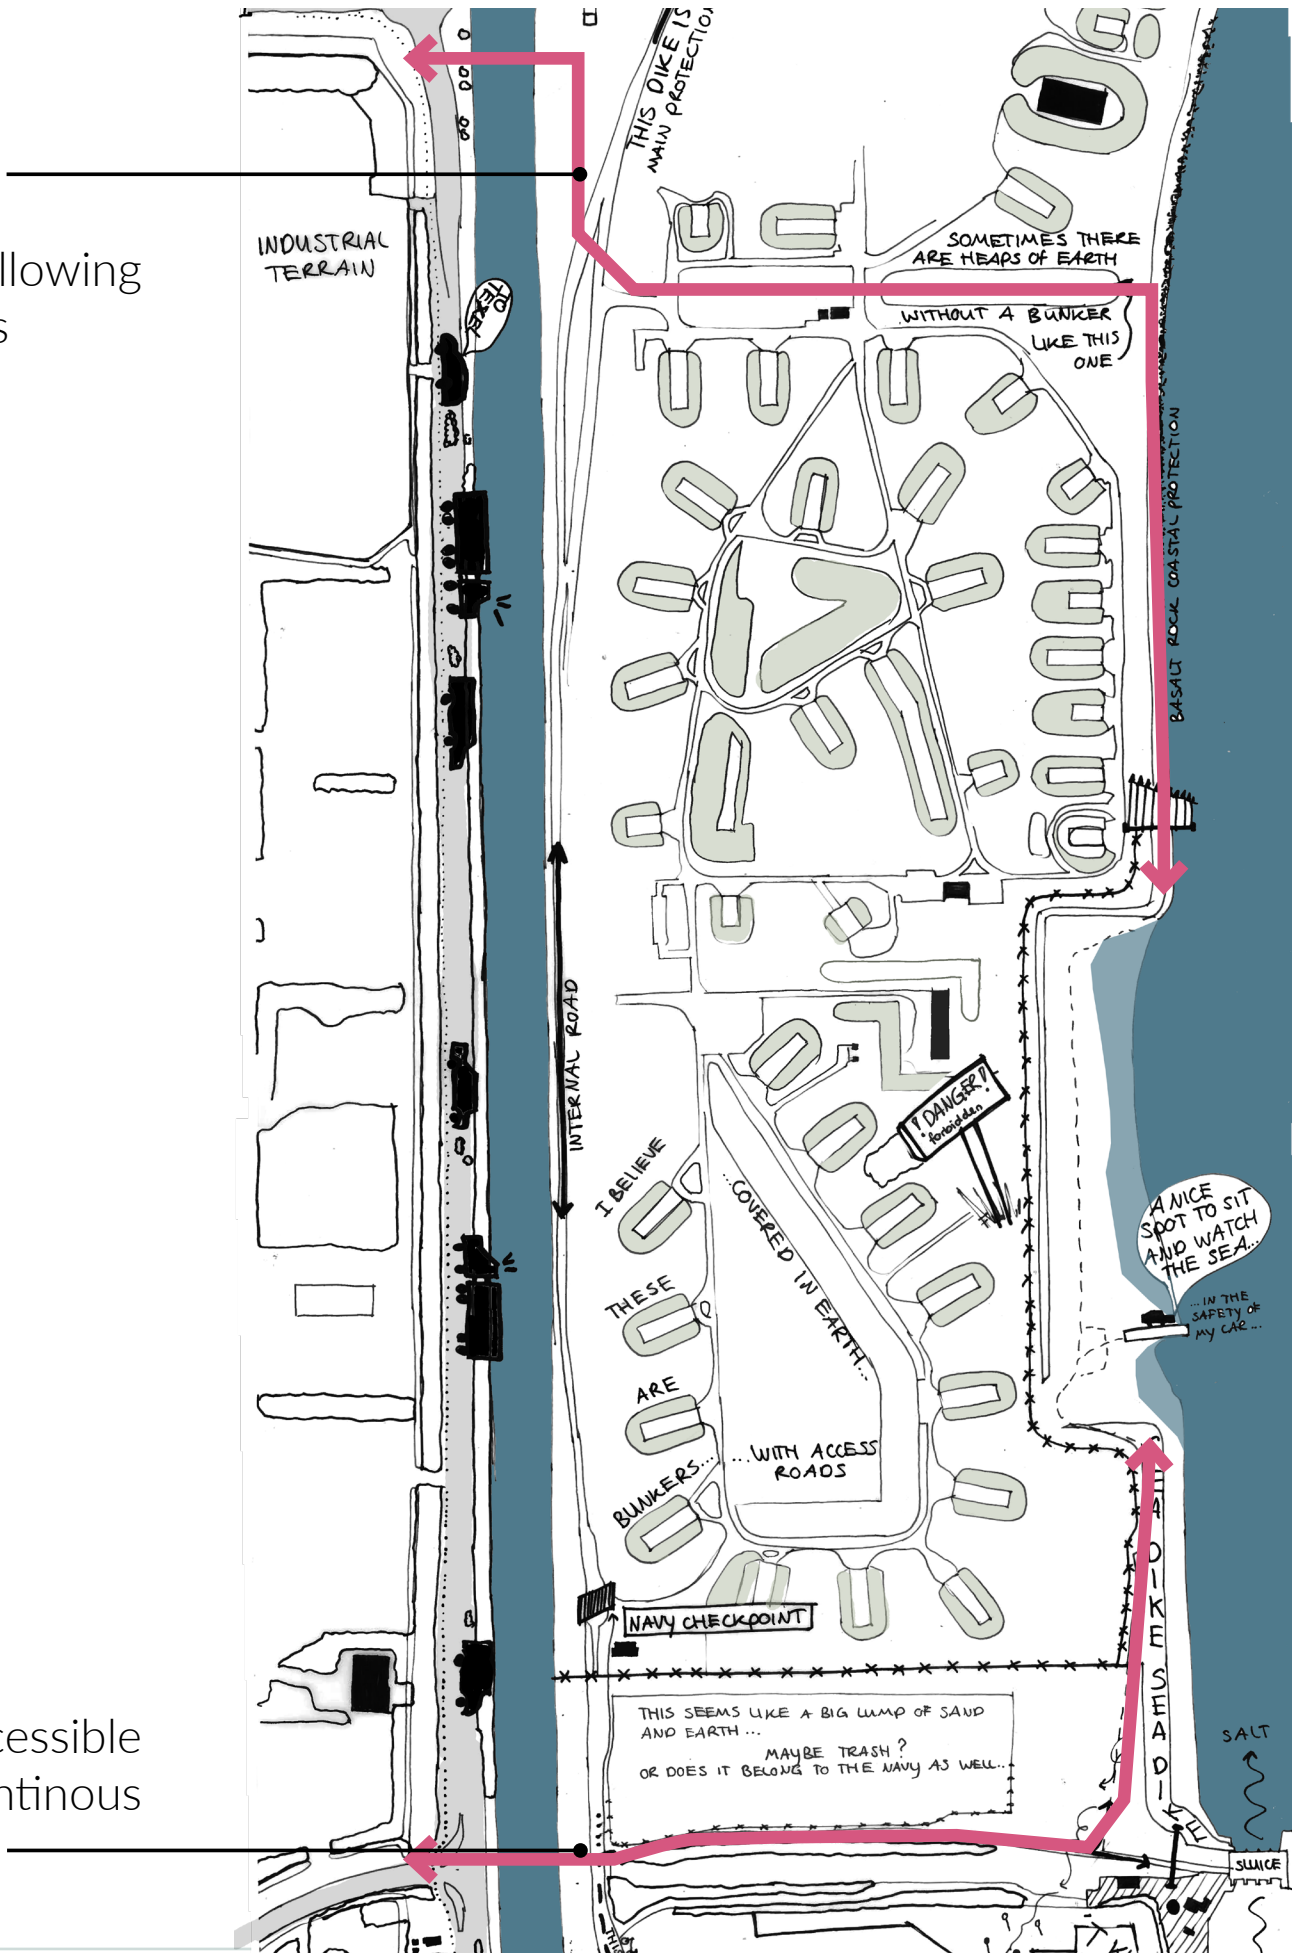 THIS DIKE IS
MAIN PROTECTION
llowing
s
INDUSTRIAL
TERRAIN
TO
TEXEL
SOMETIMES THERE
ARE HEAPS OF EARTH
WITHOUT A BUNKER
LIKE THIS
ONE
BASALT ROCK COASTAL PROTECTION
INTERNAL ROAD
! DANGER!
forbidden
I BELIEVE
THESE
ARE
BUNKERS...
...COVERED IN EARTH...
...WITH ACCESS
ROADS
A NICE
SPOT TO SIT
AND WATCH
THE SEA...
...IN THE
SAFETY OF
MY CAR...
NAVY CHECKPOINT
SEA DIKE SEA DIKE
THIS SEEMS LIKE A BIG LUMP OF SAND
AND EARTH...
MAYBE TRASH?
OR DOES IT BELONG TO THE NAVY AS WELL...
cessible
ntinous
SALT
SLUICE